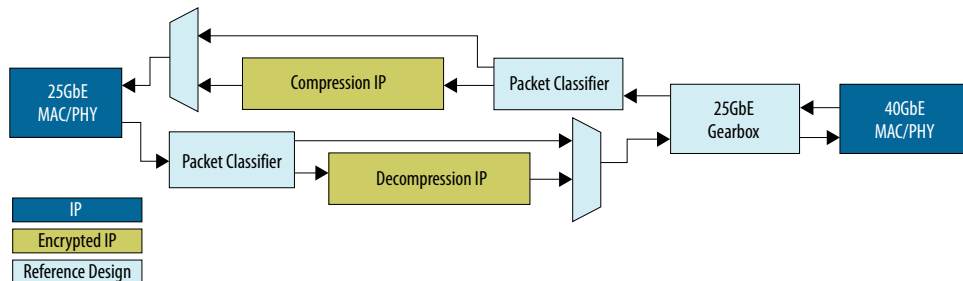 25GbE
MAC/PHY
Compression IP
Packet Classifier
25GbE
Gearbox
40GbE
MAC/PHY
Packet Classifier
Decompression IP
IP
Encrypted IP
Reference Design